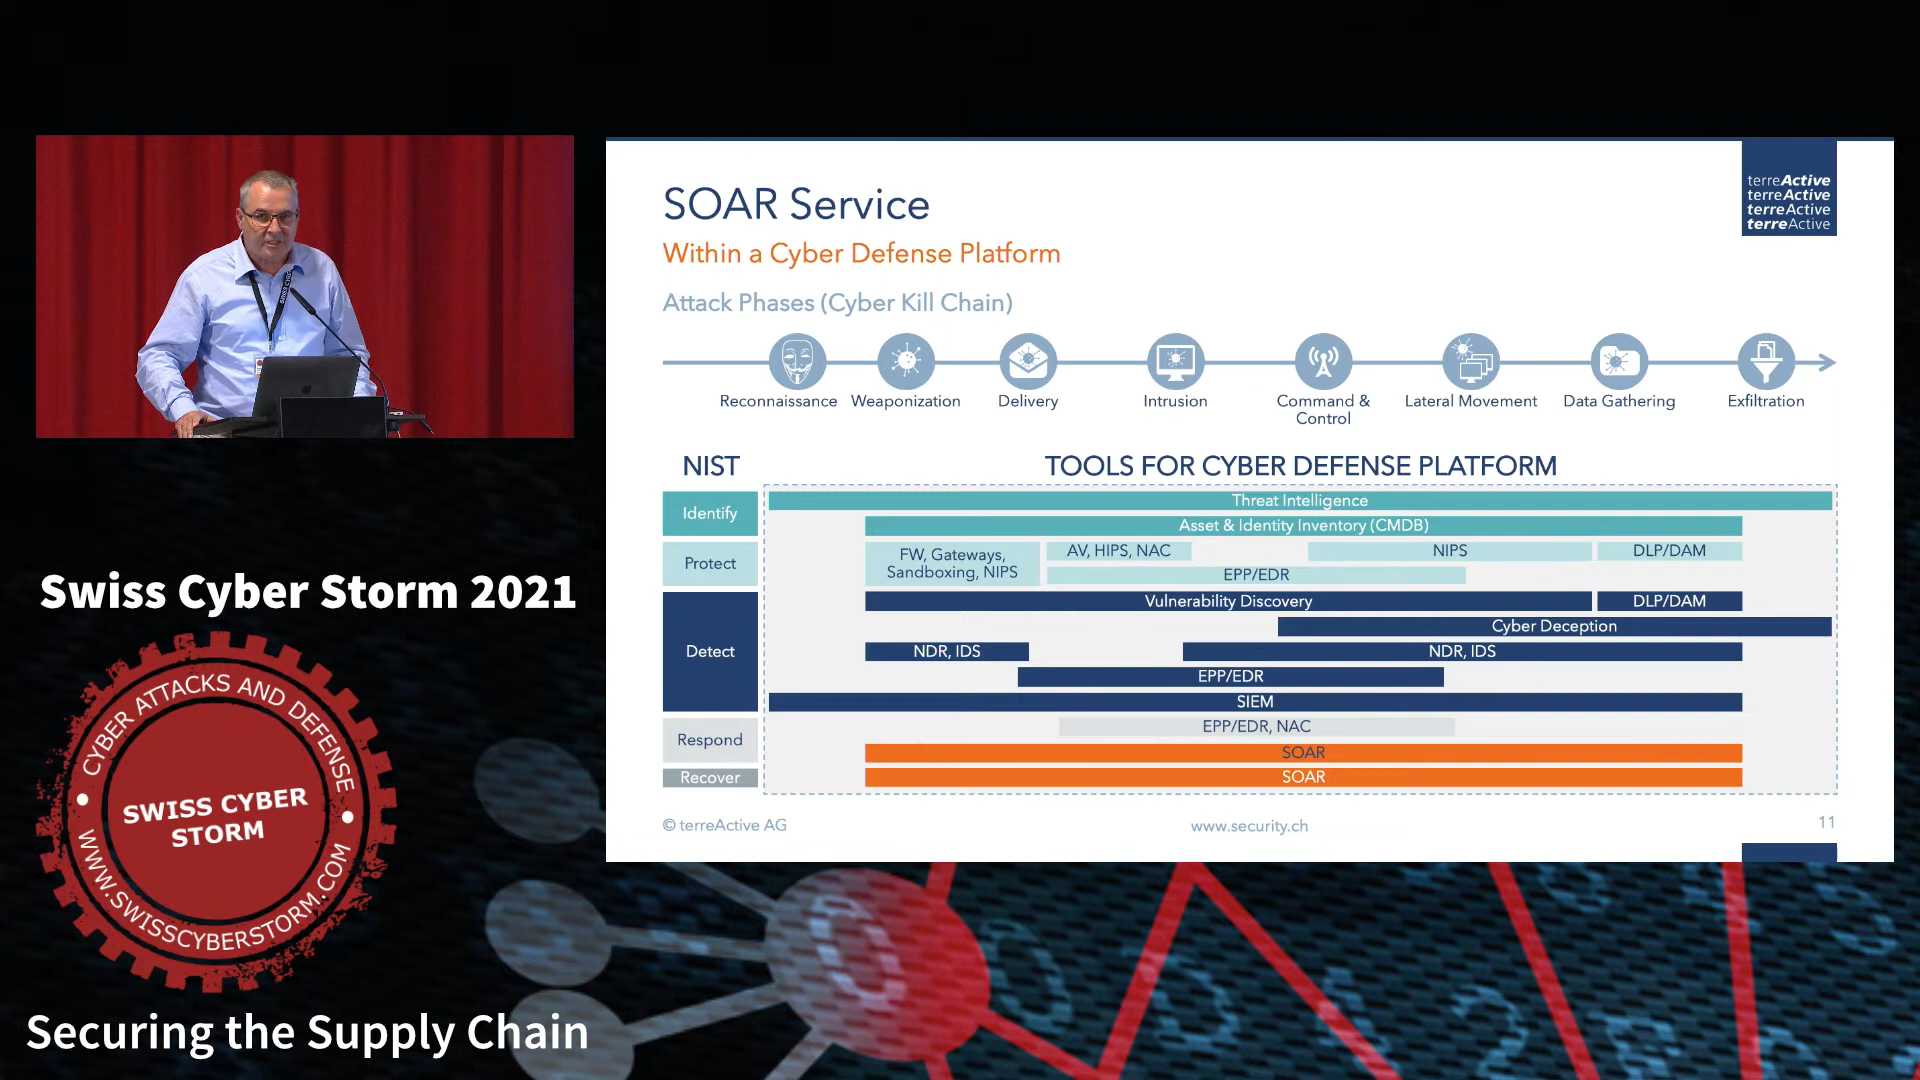 SOAR Service
Within a Cyber Defense Platform
Attack Phases (Cyber Kill Chain)
terreActive
terreActive
terreActive
terreActive
Reconnaissance
Weaponization
Delivery
Intrusion
Command &
Control
Lateral Movement
Data Gathering
Exfiltration
NIST
TOOLS FOR CYBER DEFENSE PLATFORM
Identify
Threat Intelligence
Asset & Identity Inventory (CMDB)
Protect
FW, Gateways,
Sandboxing, NIPS
AV, HIPS, NAC
NIPS
DLP/DAM
EPP/EDR
Detect
Vulnerability Discovery
DLP/DAM
Cyber Deception
NDR, IDS
NDR, IDS
EPP/EDR
SIEM
Respond
EPP/EDR, NAC
SOAR
Recover
SOAR
© terreActive AG
www.security.ch
11
Swiss Cyber Storm 2021
CYBER ATTACKS AND DEFENSE
SWISS CYBER
STORM
WWW.SWISSCYBERSTORM.COM
Securing the Supply Chain